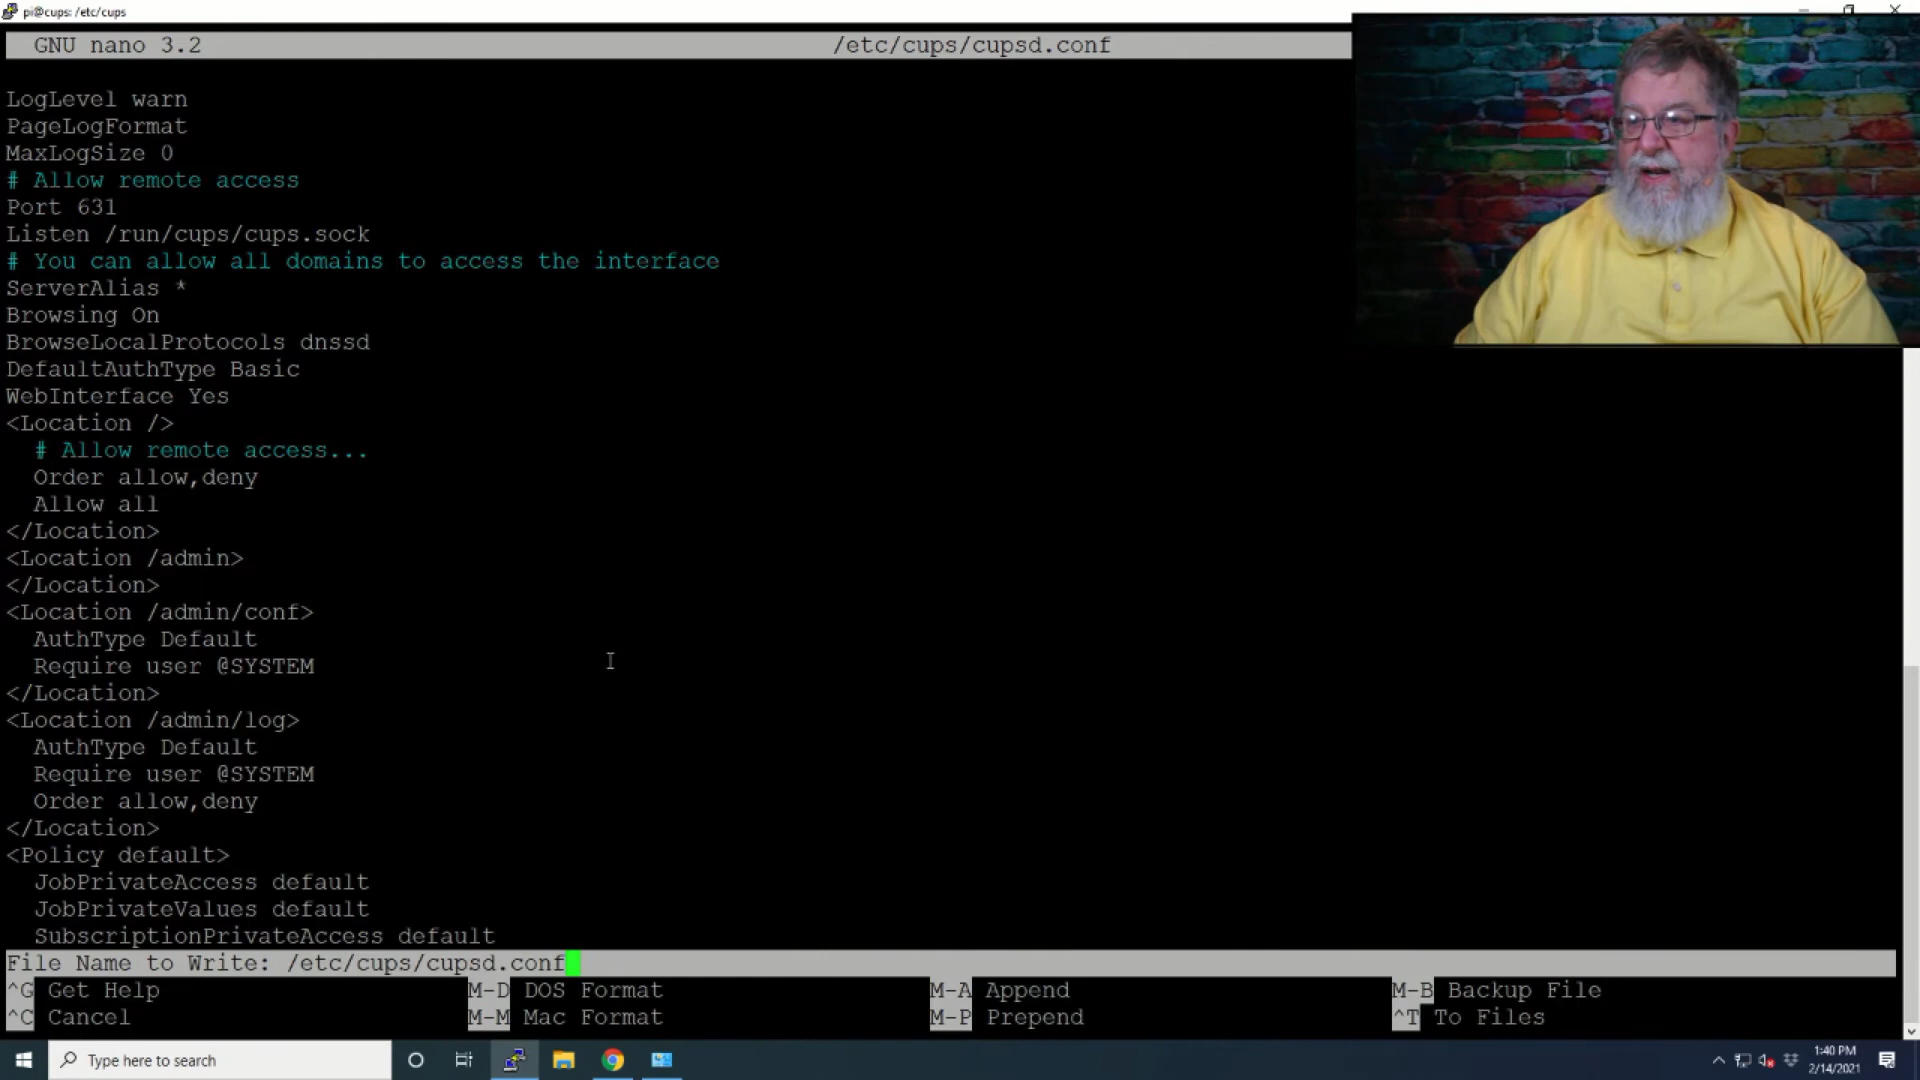 pi@cups: /etc/cups
GNU nano 3.2 /etc/cups/cupsd.conf
LogLevel warn
PageLogFormat
MaxLogSize 0
# Allow remote access
Port 631
Listen /run/cups/cups.sock
# You can allow all domains to access the interface
ServerAlias *
Browsing On
BrowseLocalProtocols dnssd
DefaultAuthType Basic
WebInterface Yes
<Location />
  # Allow remote access...
  Order allow,deny
  Allow all
</Location>
<Location /admin>
</Location>
<Location /admin/conf>
  AuthType Default
  Require user @SYSTEM
</Location>
<Location /admin/log>
  AuthType Default
  Require user @SYSTEM
  Order allow,deny
</Location>
<Policy default>
  JobPrivateAccess default
  JobPrivateValues default
  SubscriptionPrivateAccess default
File Name to Write: /etc/cups/cupsd.conf
^G Get Help M-D DOS Format M-A Append M-B Backup File
^C Cancel M-M Mac Format M-P Prepend ^T To Files
Type here to search
1:40 PM
2/14/2021